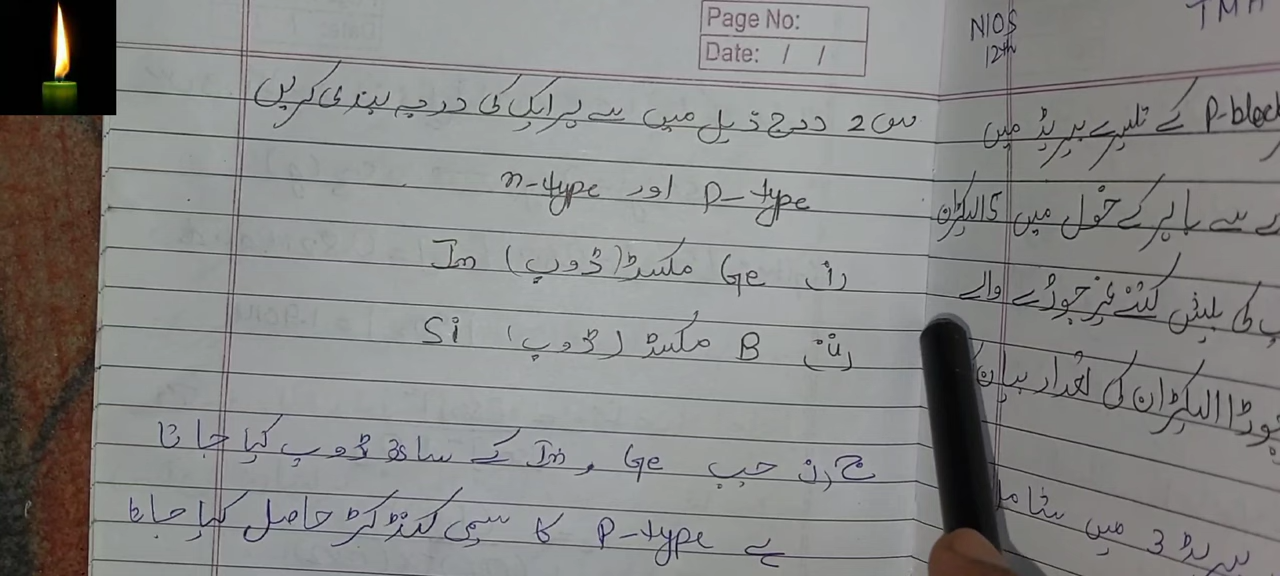 Page No:
Date: / /
س 2 درج ذیل میں سے ہر ایک کی درجہ بندی کریں
P-type اور n-type
(i) Ge مکسڈ (ڈوپ) In
(ii) B مکسڈ (ڈوپ) Si
ج (i) جب Ge, In کے ساتھ ڈوپ کیا جاتا
ہے P-type کا سیمی کنڈکٹر حاصل کیا جاتا
NIOS
12th
TMA
P-block کے تیسرے پیریڈ میں
سے باہر کے خول میں 5 الیکٹران
کی بلیش کتنے غیر جوڑے والے
جوڑا الیکٹران کی تعداد بیان
پیریڈ 3 میں شامل